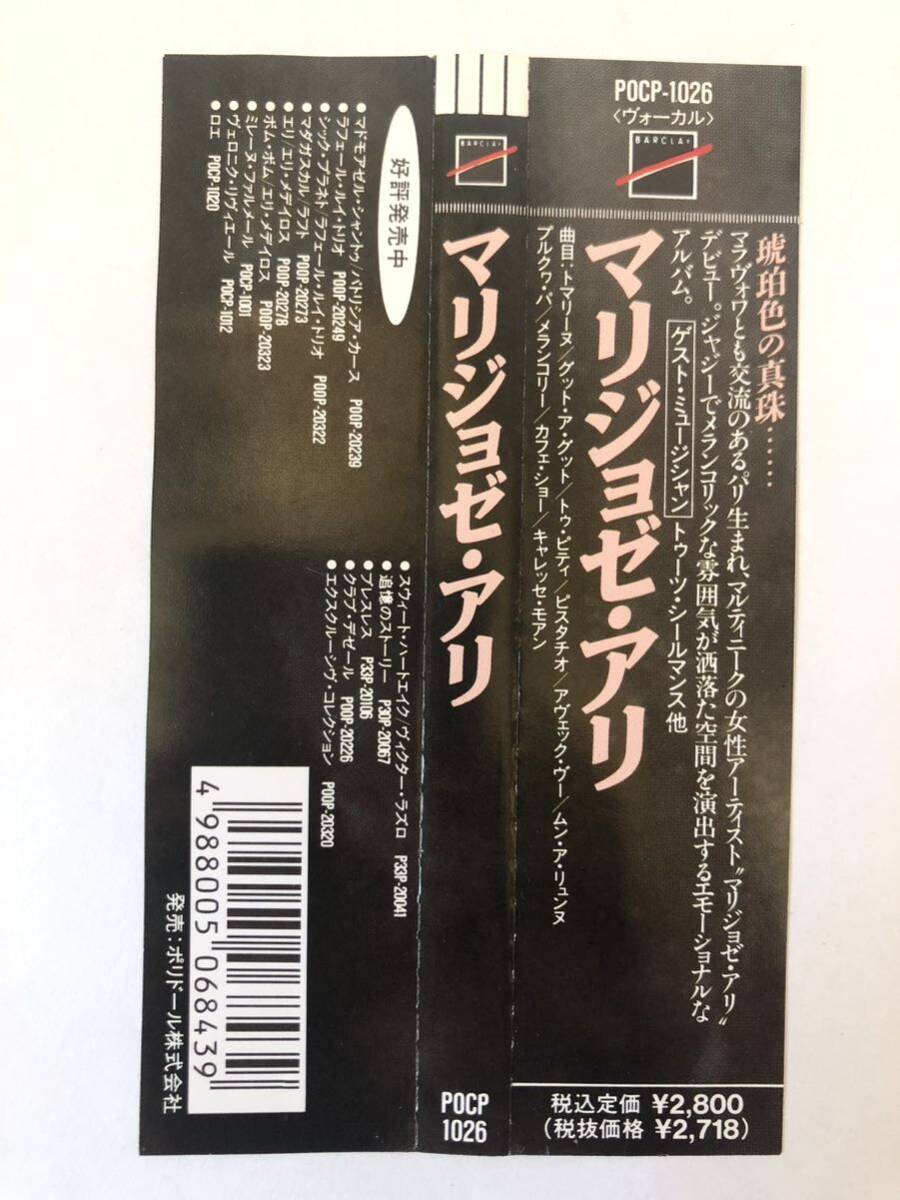 POCP-1026
〈ヴォーカル〉
BARCLAY
琥珀色の真珠……
マラヴォワとも交流のあるパリ生まれ、マルティニークの女性アーティスト〝マリジョゼ・アリ〟
デビュー。ジャジーでメランコリックな雰囲気が洒落た空間を演出するエモーショナルな
アルバム。 ゲスト・ミュージシャン トゥーツ・シールマンス他
マリジョゼ・アリ
曲目:トマリーヌ/グット・ア・グット/トゥ・ピティ/ピスタチオ/アヴェック・ヴー/ムン・ア・リュンヌ
プルクワ・パ/メランコリー/カフェ・ショー/キャレッセ・モアン
税込定価 ¥2,800
(税抜価格 ¥2,718)
BARCLAY
マリジョゼ・アリ
POCP
1026
好評発売中
●マドモアゼル・シャントゥ/パトリシア・カース POOP-20239
●ラフェール・ルイ・トリオ POOP-20249
●シック・プラネト/ラフェール・ルイ・トリオ POOP-20322
●マダガスカル/ラフト POOP-20273
●エリ/エリ・メデイロス POOP-20278
●ボム・ボム/エリ・メデイロス POOP-20323
●ミレーヌ・ファルメール POCP-1001
●ヴェロニク・リヴィエール POCP-1012
●ロエ POCP-1020
●スウィート・ハートエイク/ヴィクター・ラズロ P33P-20041
●追憶のストーリー P30P-20067
●ブレスレス P33P-20106
●クラブ・デゼール POOP-20226
●エクスクルーシヴ・コレクション POOP-20320
4 988005 068439
発売:ポリドール株式会社